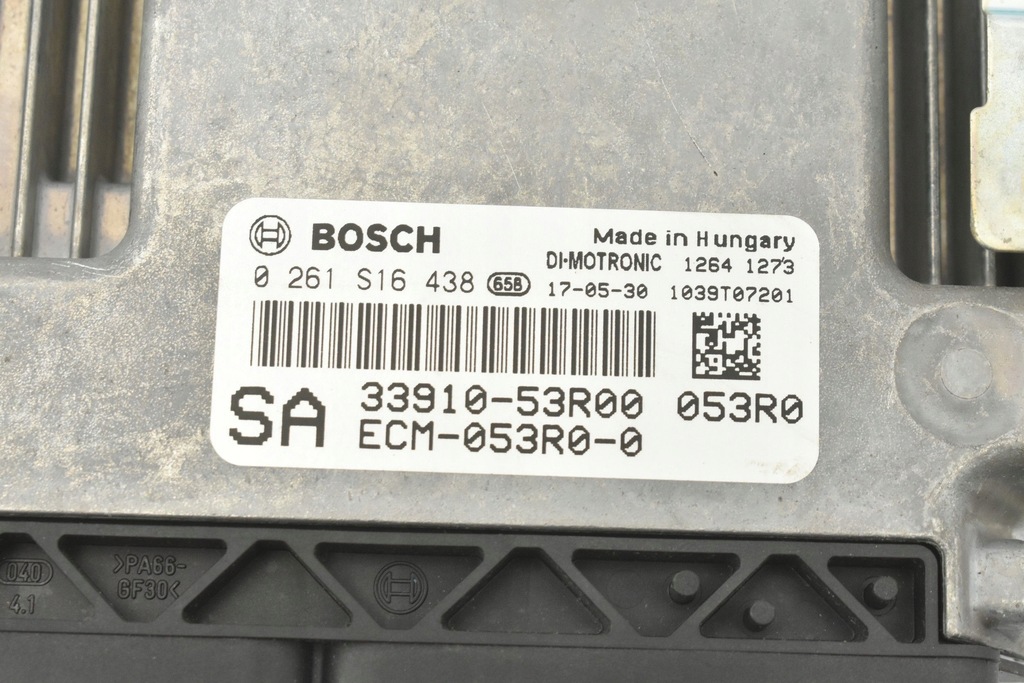 BOSCH
Made in Hungary
DI-MOTRONIC 1264 1273
0 261 S16 438 658 17-05-30 1039T07201
SA 33910-53R00 053R0
ECM-053R0-0
040
4.1
>PA66-
GF30<